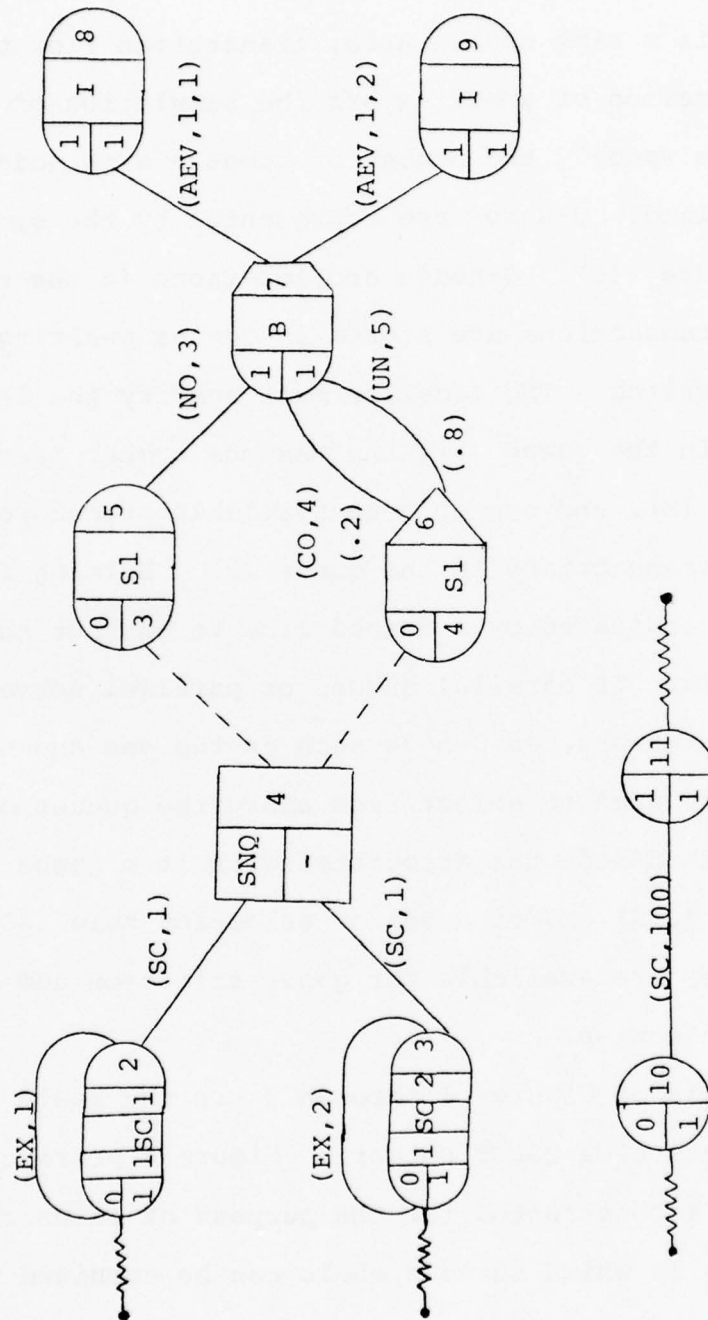 (EX,1)
0 1 1 SC 1 2
(SC,1)
0 3 S1 5
(NO,3)
1 1 I 8
(AEV,1.1)
SNQ 4
1 1 B 7
(CO,4)
(.2)
(AEV,1.2)
(EX,2)
0 1 1 SC 2 3
(SC,1)
0 4 S1 6
(.8)
(UN,5)
1 1 I 9
0 1 10
(SC,100)
1 1 11